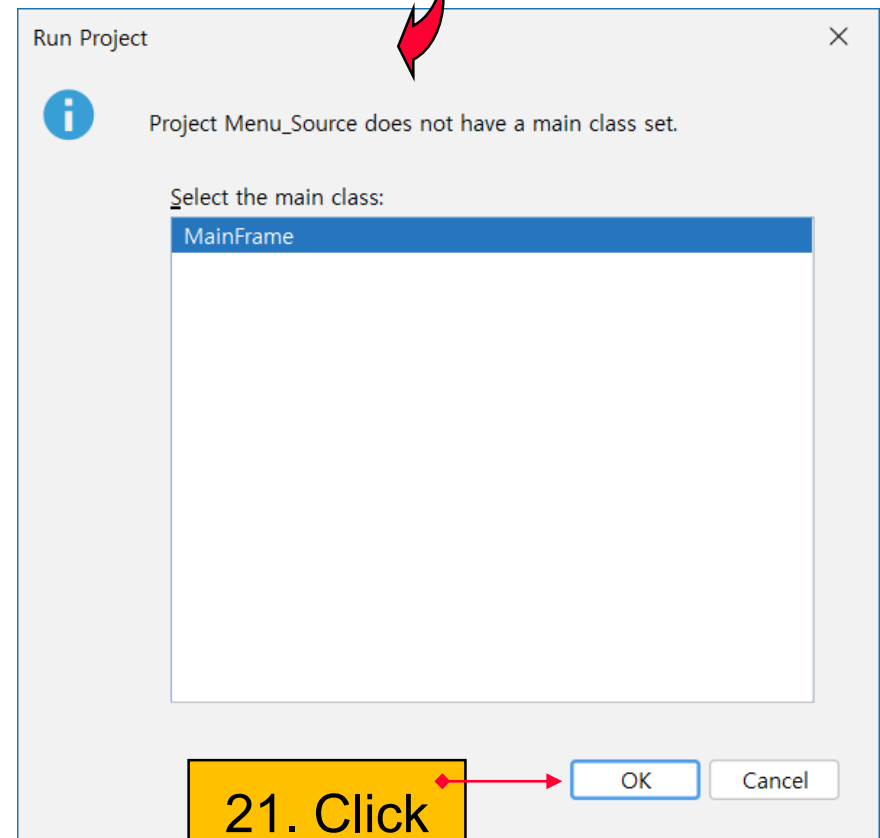 Run Project
Project Menu_Source does not have a main class set.
Select the main class:
MainFrame
OK Cancel
21. Click